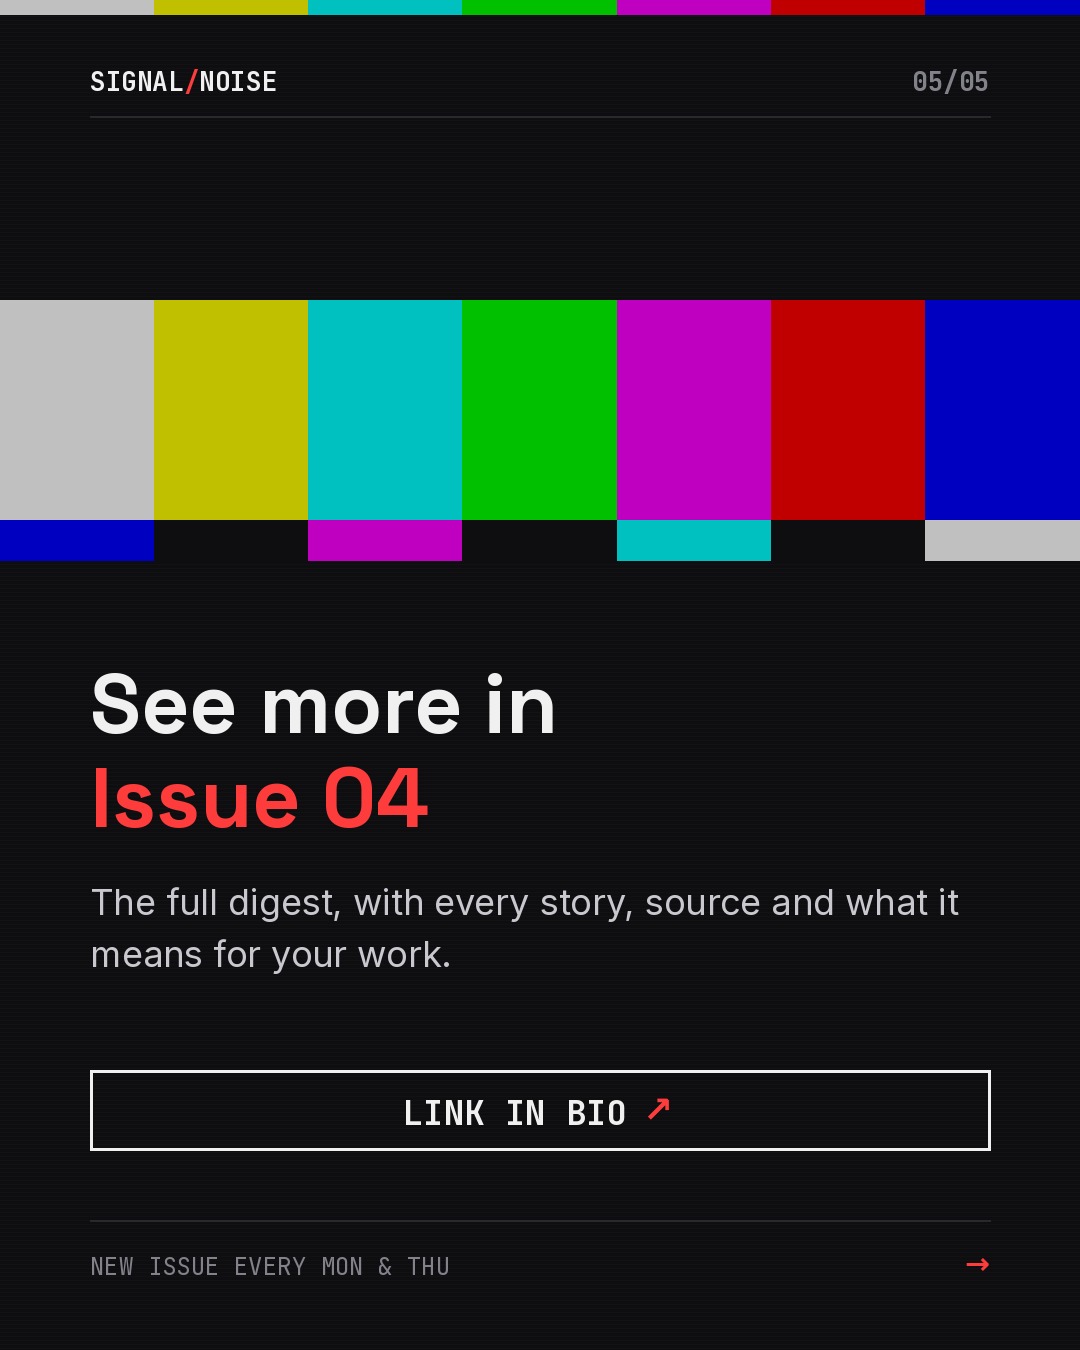 SIGNAL/NOISE
05/05
See more in
Issue 04
The full digest, with every story, source and what it
means for your work.
LINK IN BIO ↗
NEW ISSUE EVERY MON & THU →